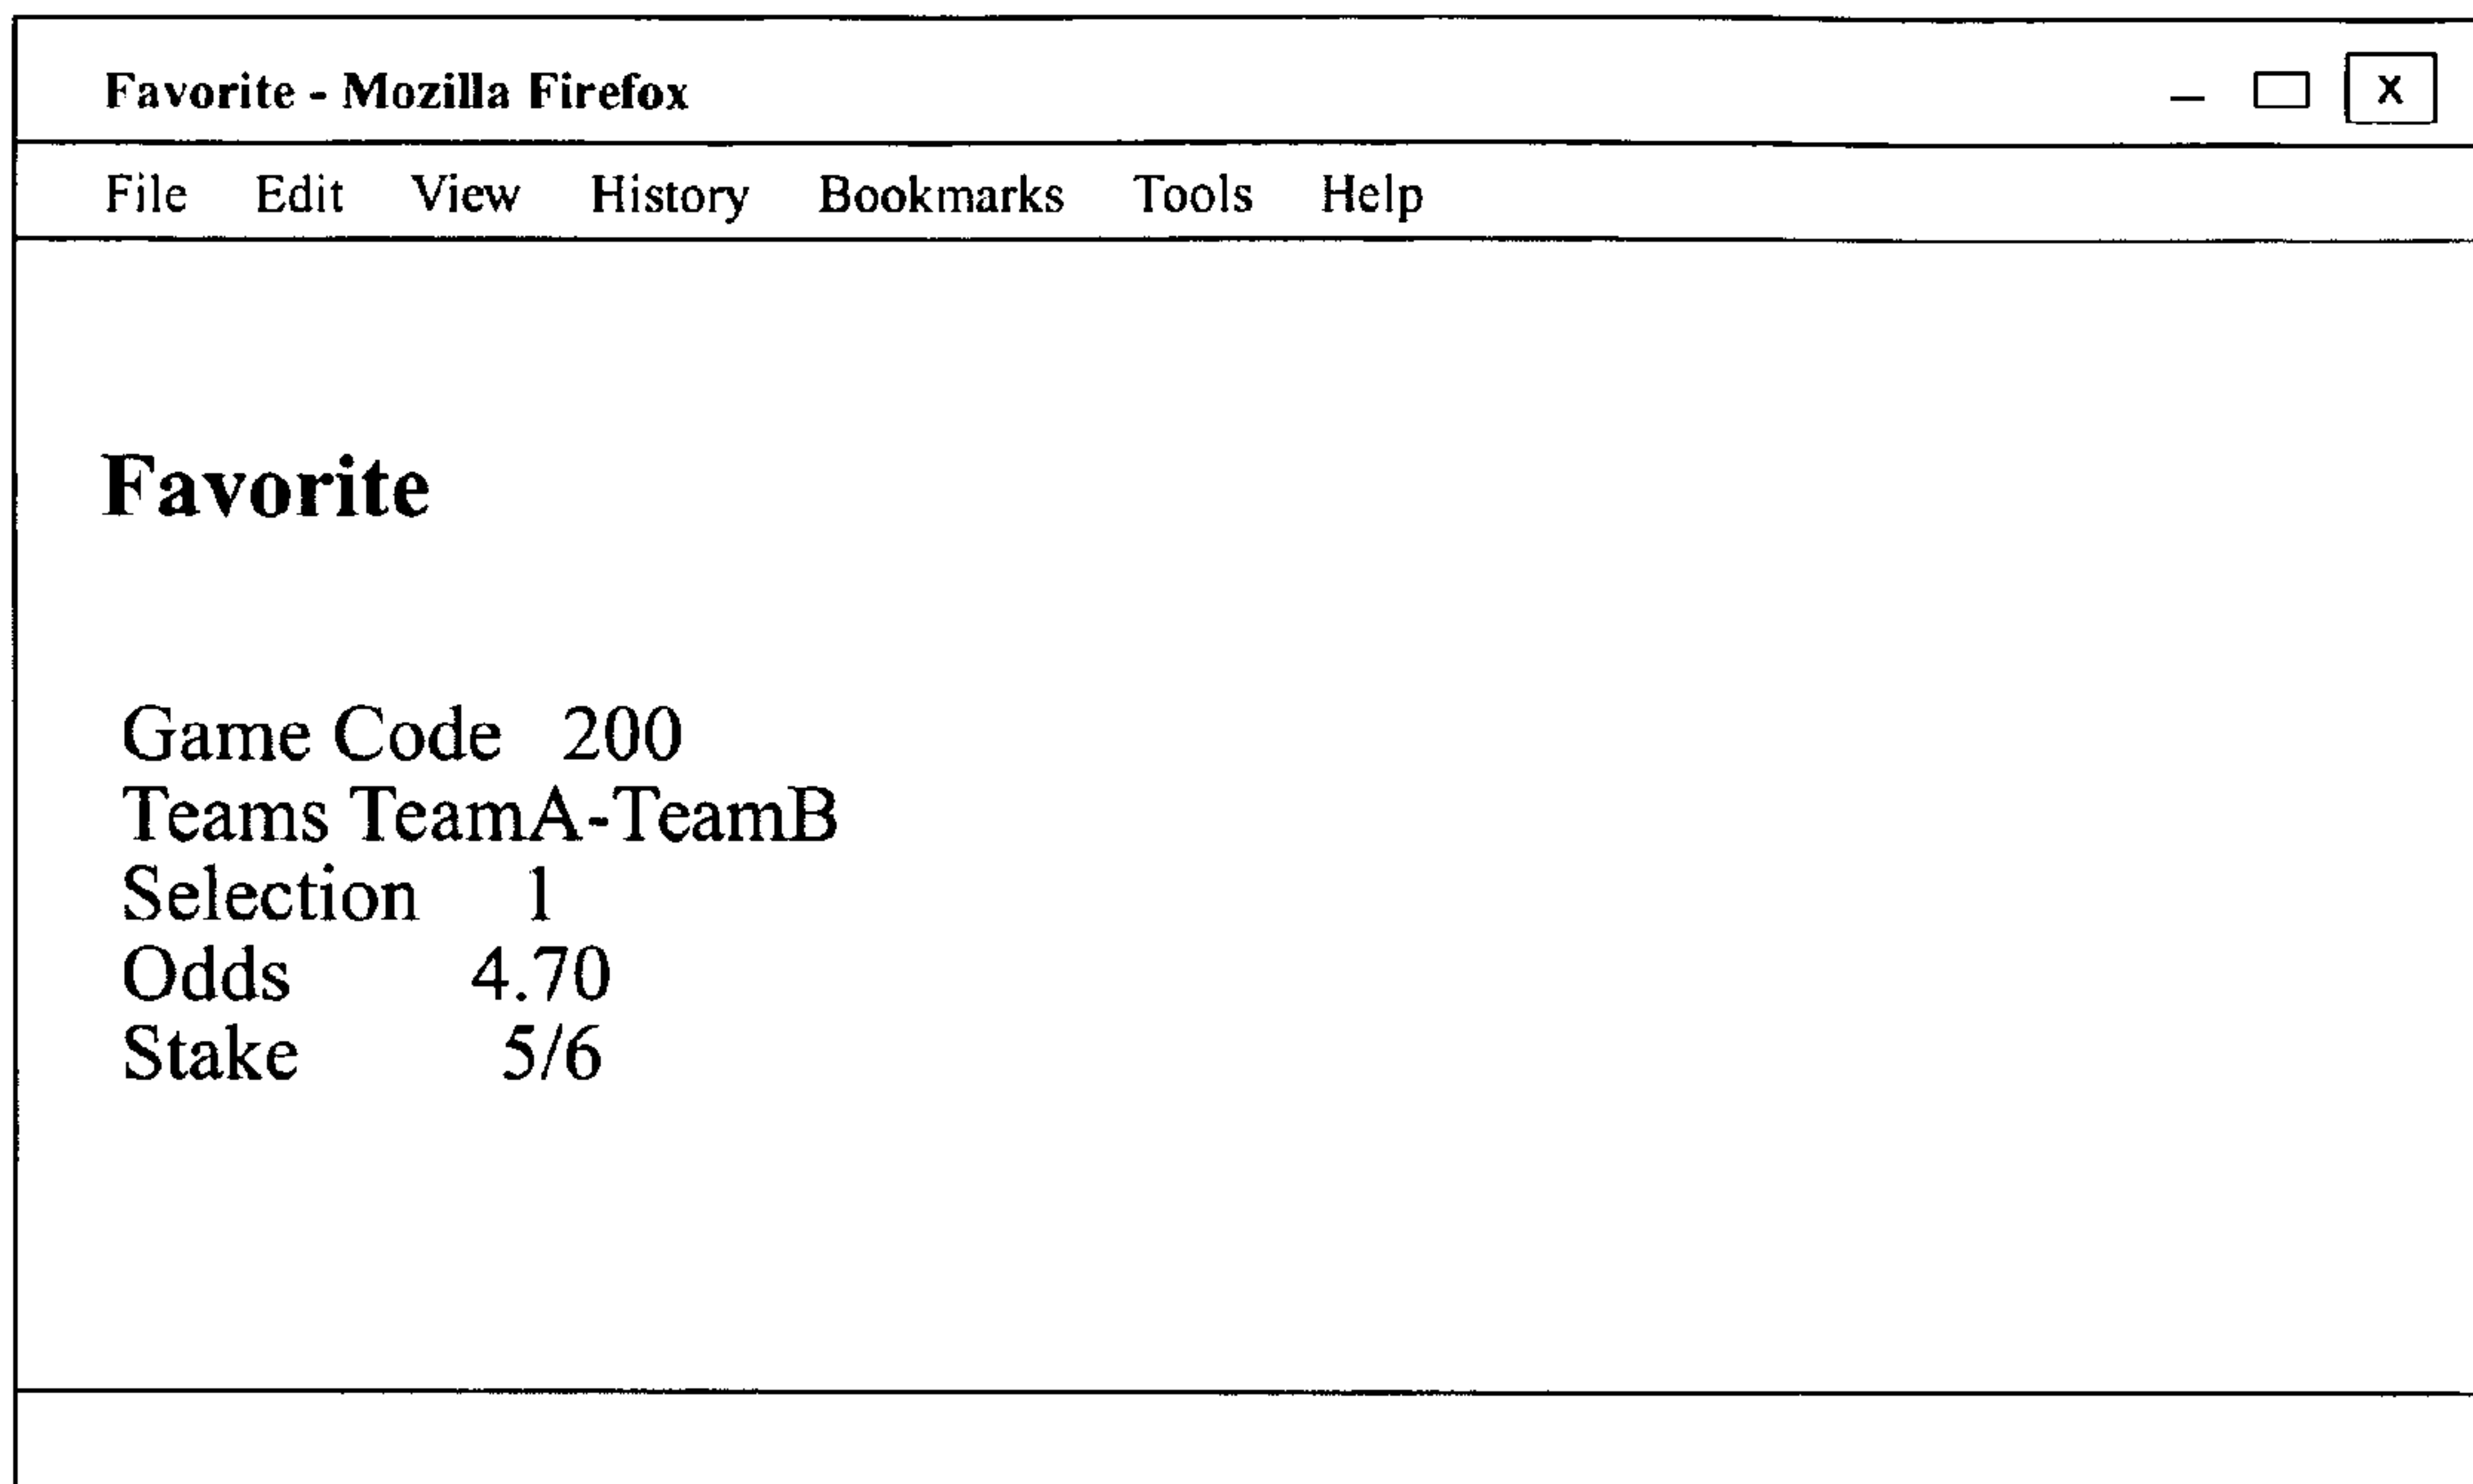 Favorite - Mozilla Firefox X
File Edit View History Bookmarks Tools Help
Favorite
Game Code 200
Teams TeamA-TeamB
Selection 1
Odds 4.70
Stake 5/6